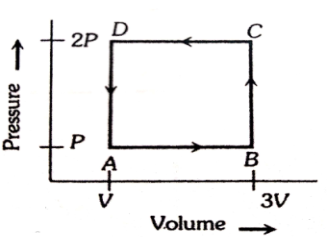 2P D C
Pressure
P
A B
V 3V
Volume